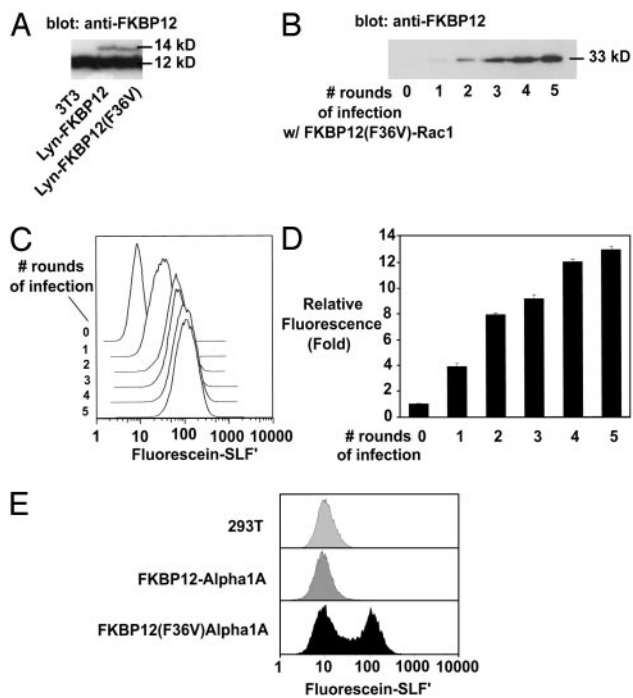 A
blot: anti-FKBP12
14 kD
12 kD
3T3
Lyn-FKBP12
Lyn-FKBP12(F36V)
B
blot: anti-FKBP12
33 kD
# rounds 0 1 2 3 4 5
of infection
w/ FKBP12(F36V)-Rac1
C
# rounds
of infection
0
1
2
3
4
5
1 10 100 1000 10000
Fluorescein-SLF'
D
Relative
Fluorescence
(Fold)
14
12
10
8
6
4
2
0
# rounds 0 1 2 3 4 5
of infection
E
293T
FKBP12-Alpha1A
FKBP12(F36V)Alpha1A
1 10 100 1000 10000
Fluorescein-SLF'